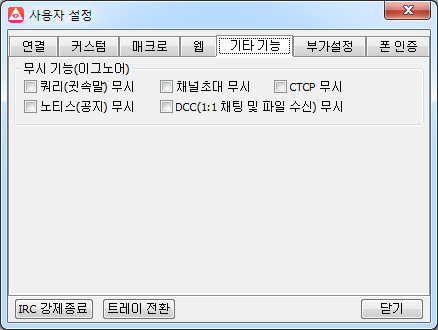 사용자 설정
연결 커스텀 매크로 웹 기타 기능 부가설정 폰 인증
무시 기능(이그노어)
쿼리(귓속말) 무시 채널초대 무시 CTCP 무시
노티스(공지) 무시 DCC(1:1 채팅 및 파일 수신) 무시
IRC 강제종료 트레이 전환 닫기